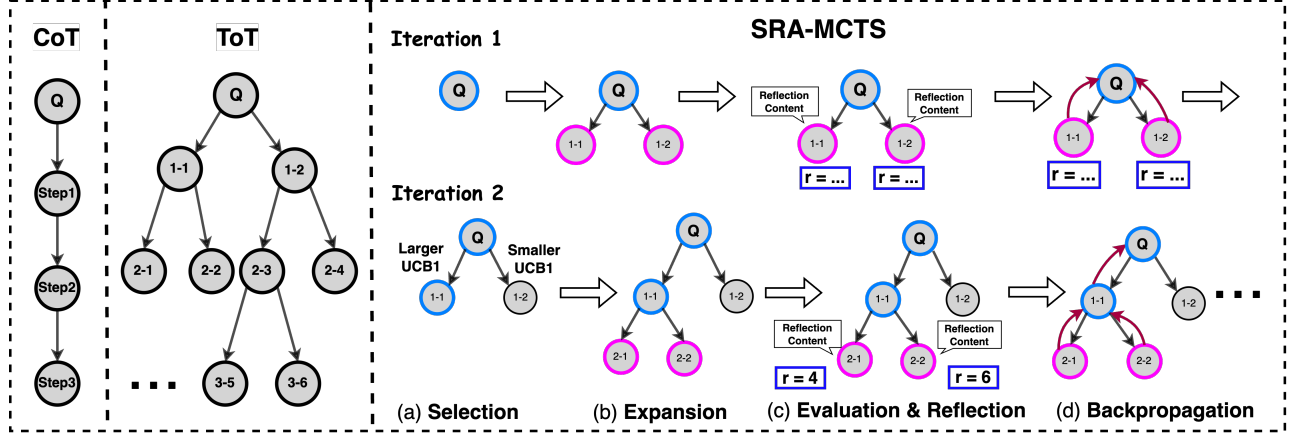 CoT
Q
Step1
Step2
Step3
ToT
Q
1-1
1-2
2-1
2-2
2-3
2-4
3-5
3-6
...
SRA-MCTS
Iteration 1
Q
Q
1-1
1-2
Reflection
Content
Q
Reflection
Content
1-1
1-2
r = ...
r = ...
Q
1-1
1-2
r = ...
r = ...
Iteration 2
Larger
UCB1
Q
Smaller
UCB1
1-1
1-2
Q
1-1
1-2
2-1
2-2
Q
1-1
1-2
Reflection
Content
Reflection
Content
2-1
2-2
r = 4
r = 6
Q
1-1
1-2
2-1
2-2
...
(a) Selection
(b) Expansion
(c) Evaluation & Reflection
(d) Backpropagation